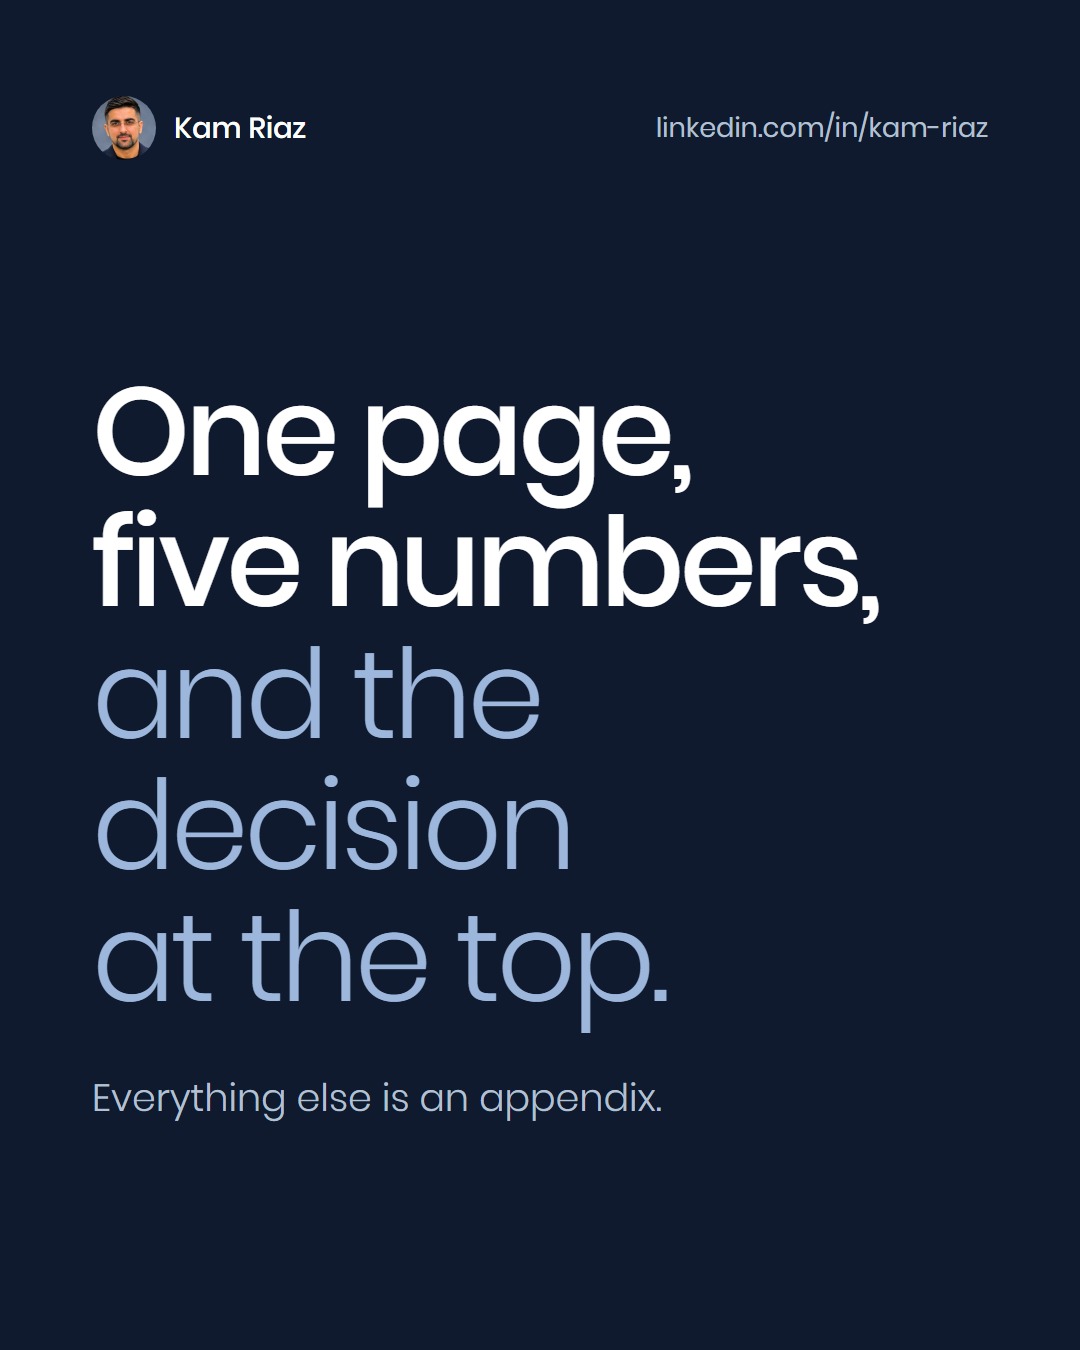 Kam Riaz
linkedin.com/in/kam-riaz
One page,
five numbers,
and the
decision
at the top.
Everything else is an appendix.